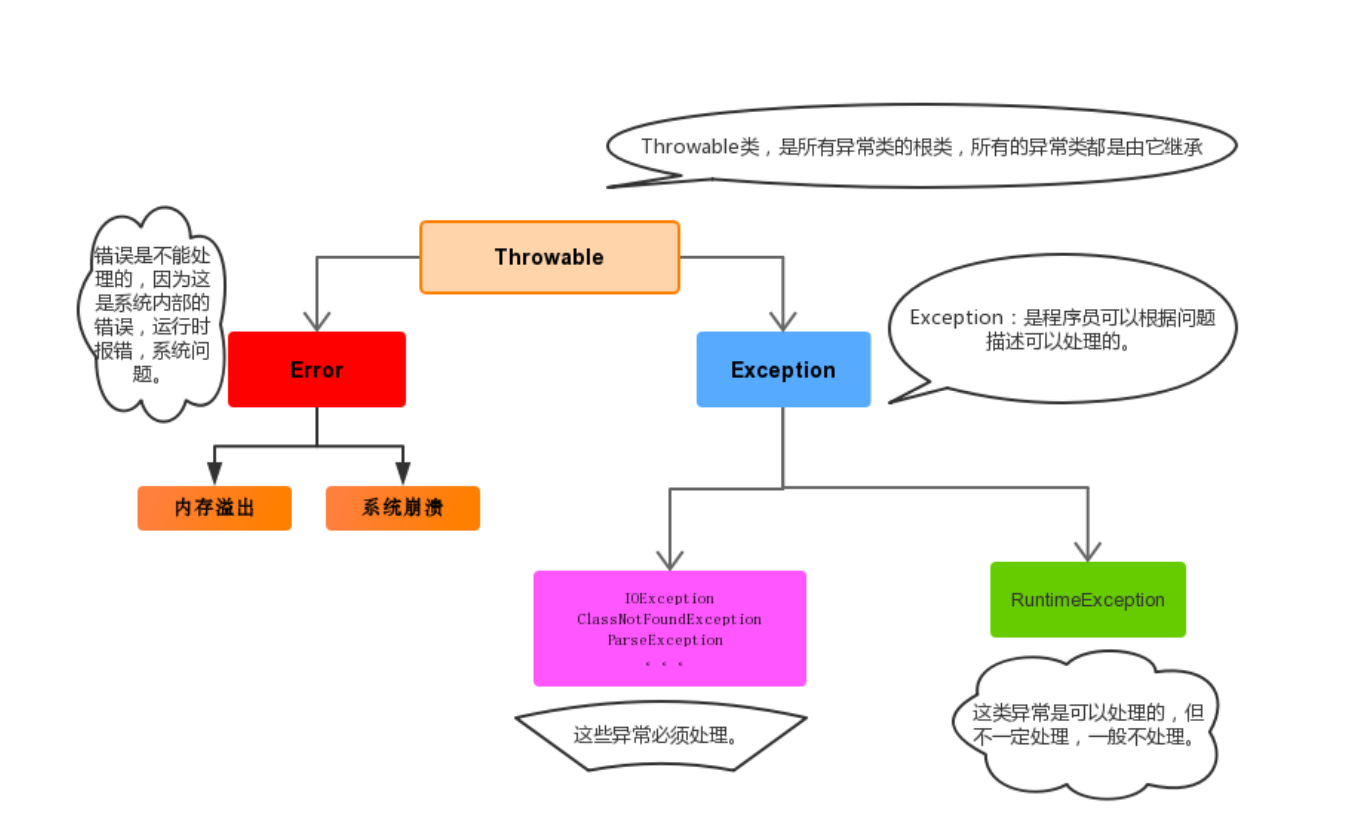 Throwable类，是所有异常类的根类，所有的异常类都是由它继承
Throwable
错误是不能处
理的，因为这
是系统内部的
错误，运行时
报错，系统问
题。
Error
Exception
Exception：是程序员可以根据问题
描述可以处理的。
内存溢出
系统崩溃
IOException
ClassNotFoundException
ParseException
。。。
RuntimeException
这些异常必须处理。
这类异常是可以处理的，但
不一定处理，一般不处理。